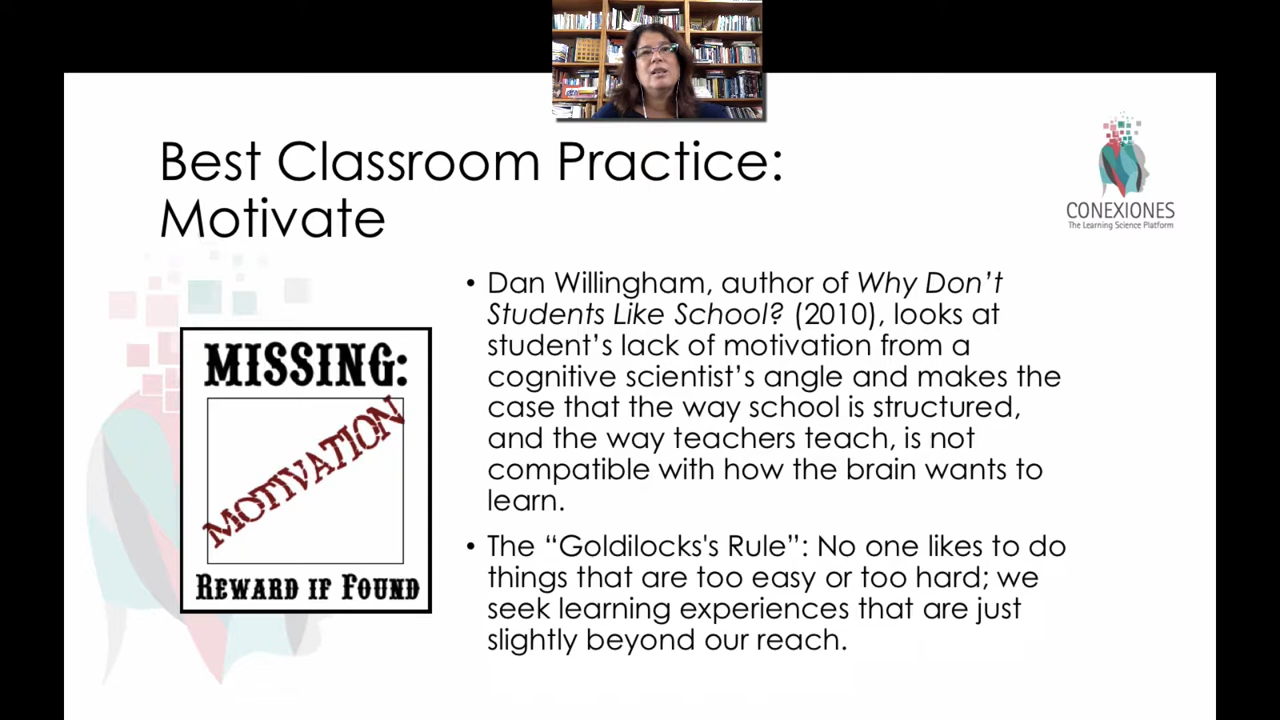 Best Classroom Practice:
Motivate
CONEXIONES
The Learning Science Platform
MISSING:
MOTIVATION
REWARD IF FOUND
• Dan Willingham, author of Why Don’t
Students Like School? (2010), looks at
student’s lack of motivation from a
cognitive scientist’s angle and makes the
case that the way school is structured,
and the way teachers teach, is not
compatible with how the brain wants to
learn.
• The “Goldilocks's Rule”: No one likes to do
things that are too easy or too hard; we
seek learning experiences that are just
slightly beyond our reach.